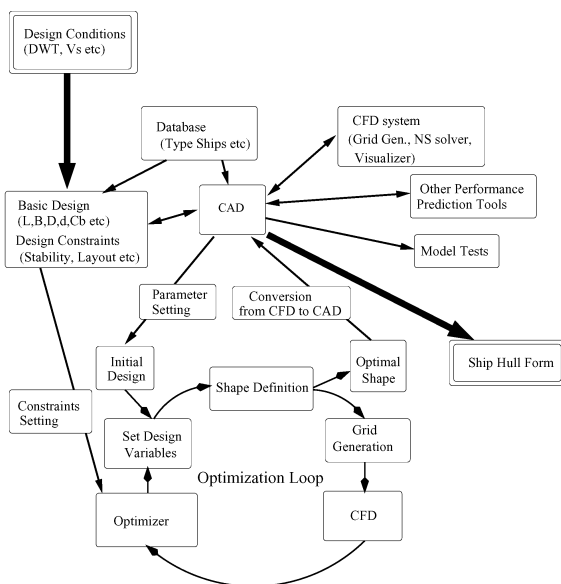 Design Conditions
(DWT, Vs etc)
Database
(Type Ships etc)
CFD system
(Grid Gen., NS solver,
Visualizer)
Basic Design
(L,B,D,d,Cb etc)
Design Constraints
(Stability, Layout etc)
CAD
Other Performance
Prediction Tools
Model Tests
Parameter
Setting
Conversion
from CFD to CAD
Initial
Design
Optimal
Shape
Ship Hull Form
Shape Definition
Constraints
Setting
Set Design
Variables
Grid
Generation
Optimization Loop
Optimizer
CFD